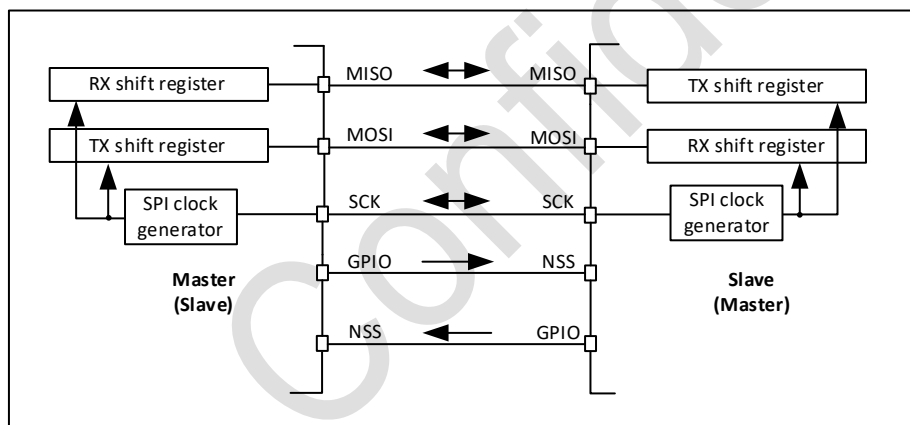 MISO MISO
RX shift register TX shift register
MOSI MOSI
TX shift register RX shift register
SCK SCK
SPI clock generator SPI clock generator
GPIO NSS
Master (Slave) Slave (Master)
NSS GPIO